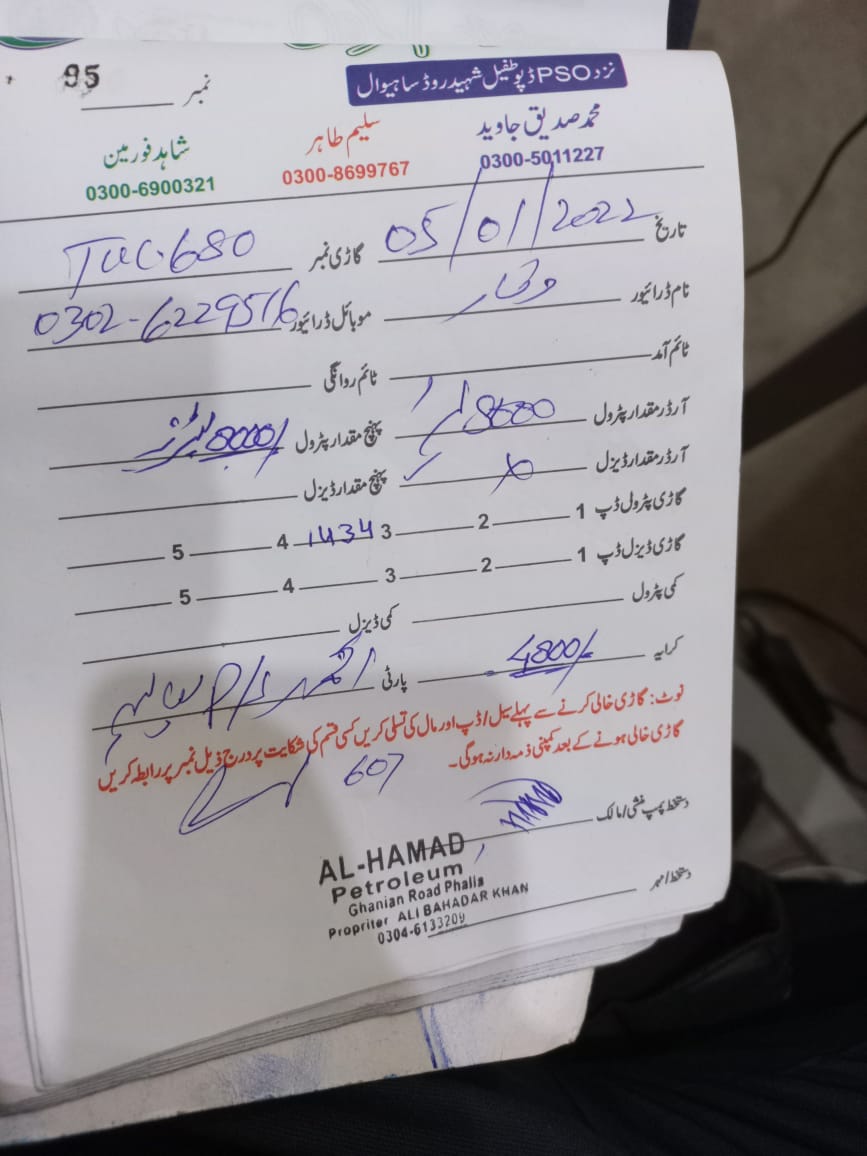 نزد PSO ڈپو طفیل شہید روڈ ساہیوال
نمبر 95
محمد صدیق جاوید سلیم طاہر شاہد فورمین
0300-5011227 0300-8699767 0300-6900321
تاریخ 05/01/2022 گاڑی نمبر TUC-680
نام ڈرائیور وقار موبائل ڈرائیور 0302-6229516
ٹائم آمد ٹائم روانگی
آرڈر مقدار پٹرول 8000 لیٹر پہنچ مقدار پٹرول 8000/ لیٹرز
آرڈر مقدار ڈیزل x پہنچ مقدار ڈیزل
گاڑی پٹرول ڈپ 1 2 3 1434 4 5
گاڑی ڈیزل ڈپ 1 2 3 4 5
کمی پٹرول کمی ڈیزل
کرایہ 4800/- پارٹی P/S
نوٹ: گاڑی خالی کرنے سے پہلے سیل/ڈپ اور مال کی تسلی کریں کسی قسم کی شکایت پر درج ذیل نمبر پر رابطہ کریں
گاڑی خالی ہونے کے بعد کمپنی ذمہ دار نہ ہوگی۔
607
دستخط پمپ منشی/مالک
AL-HAMAD
Petroleum
Ghanian Road Phalia
Propriter ALI BAHADAR KHAN
0304-6133209
دستخط/مہر